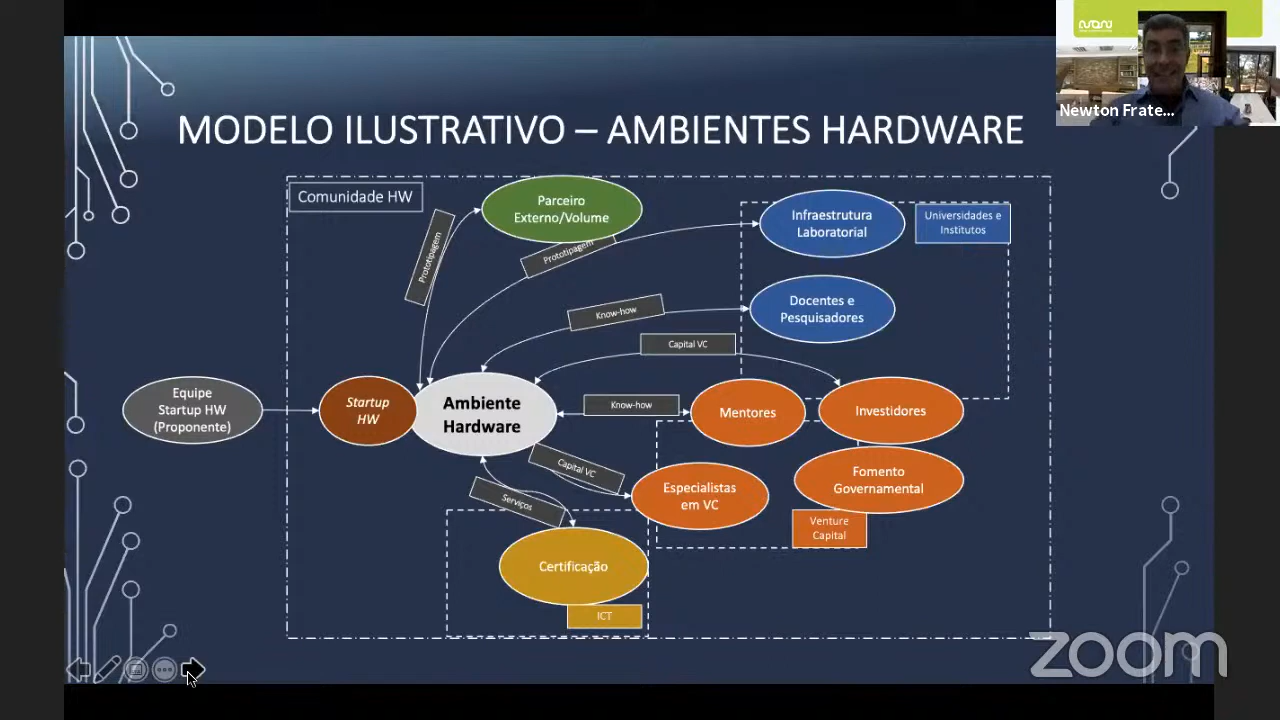 Newton Frate...
MODELO ILUSTRATIVO – AMBIENTES HARDWARE
Comunidade HW
Parceiro
Externo/Volume
Infraestrutura
Laboratorial
Universidades e
Institutos
Prototipagem
Prototipagem
Docentes e
Pesquisadores
Know-how
Capital VC
Equipe
Startup HW
(Proponente)
Startup
HW
Ambiente
Hardware
Know-how
Mentores
Investidores
Capital VC
Especialistas
em VC
Fomento
Governamental
Serviços
Venture
Capital
Certificação
ICT
zoom